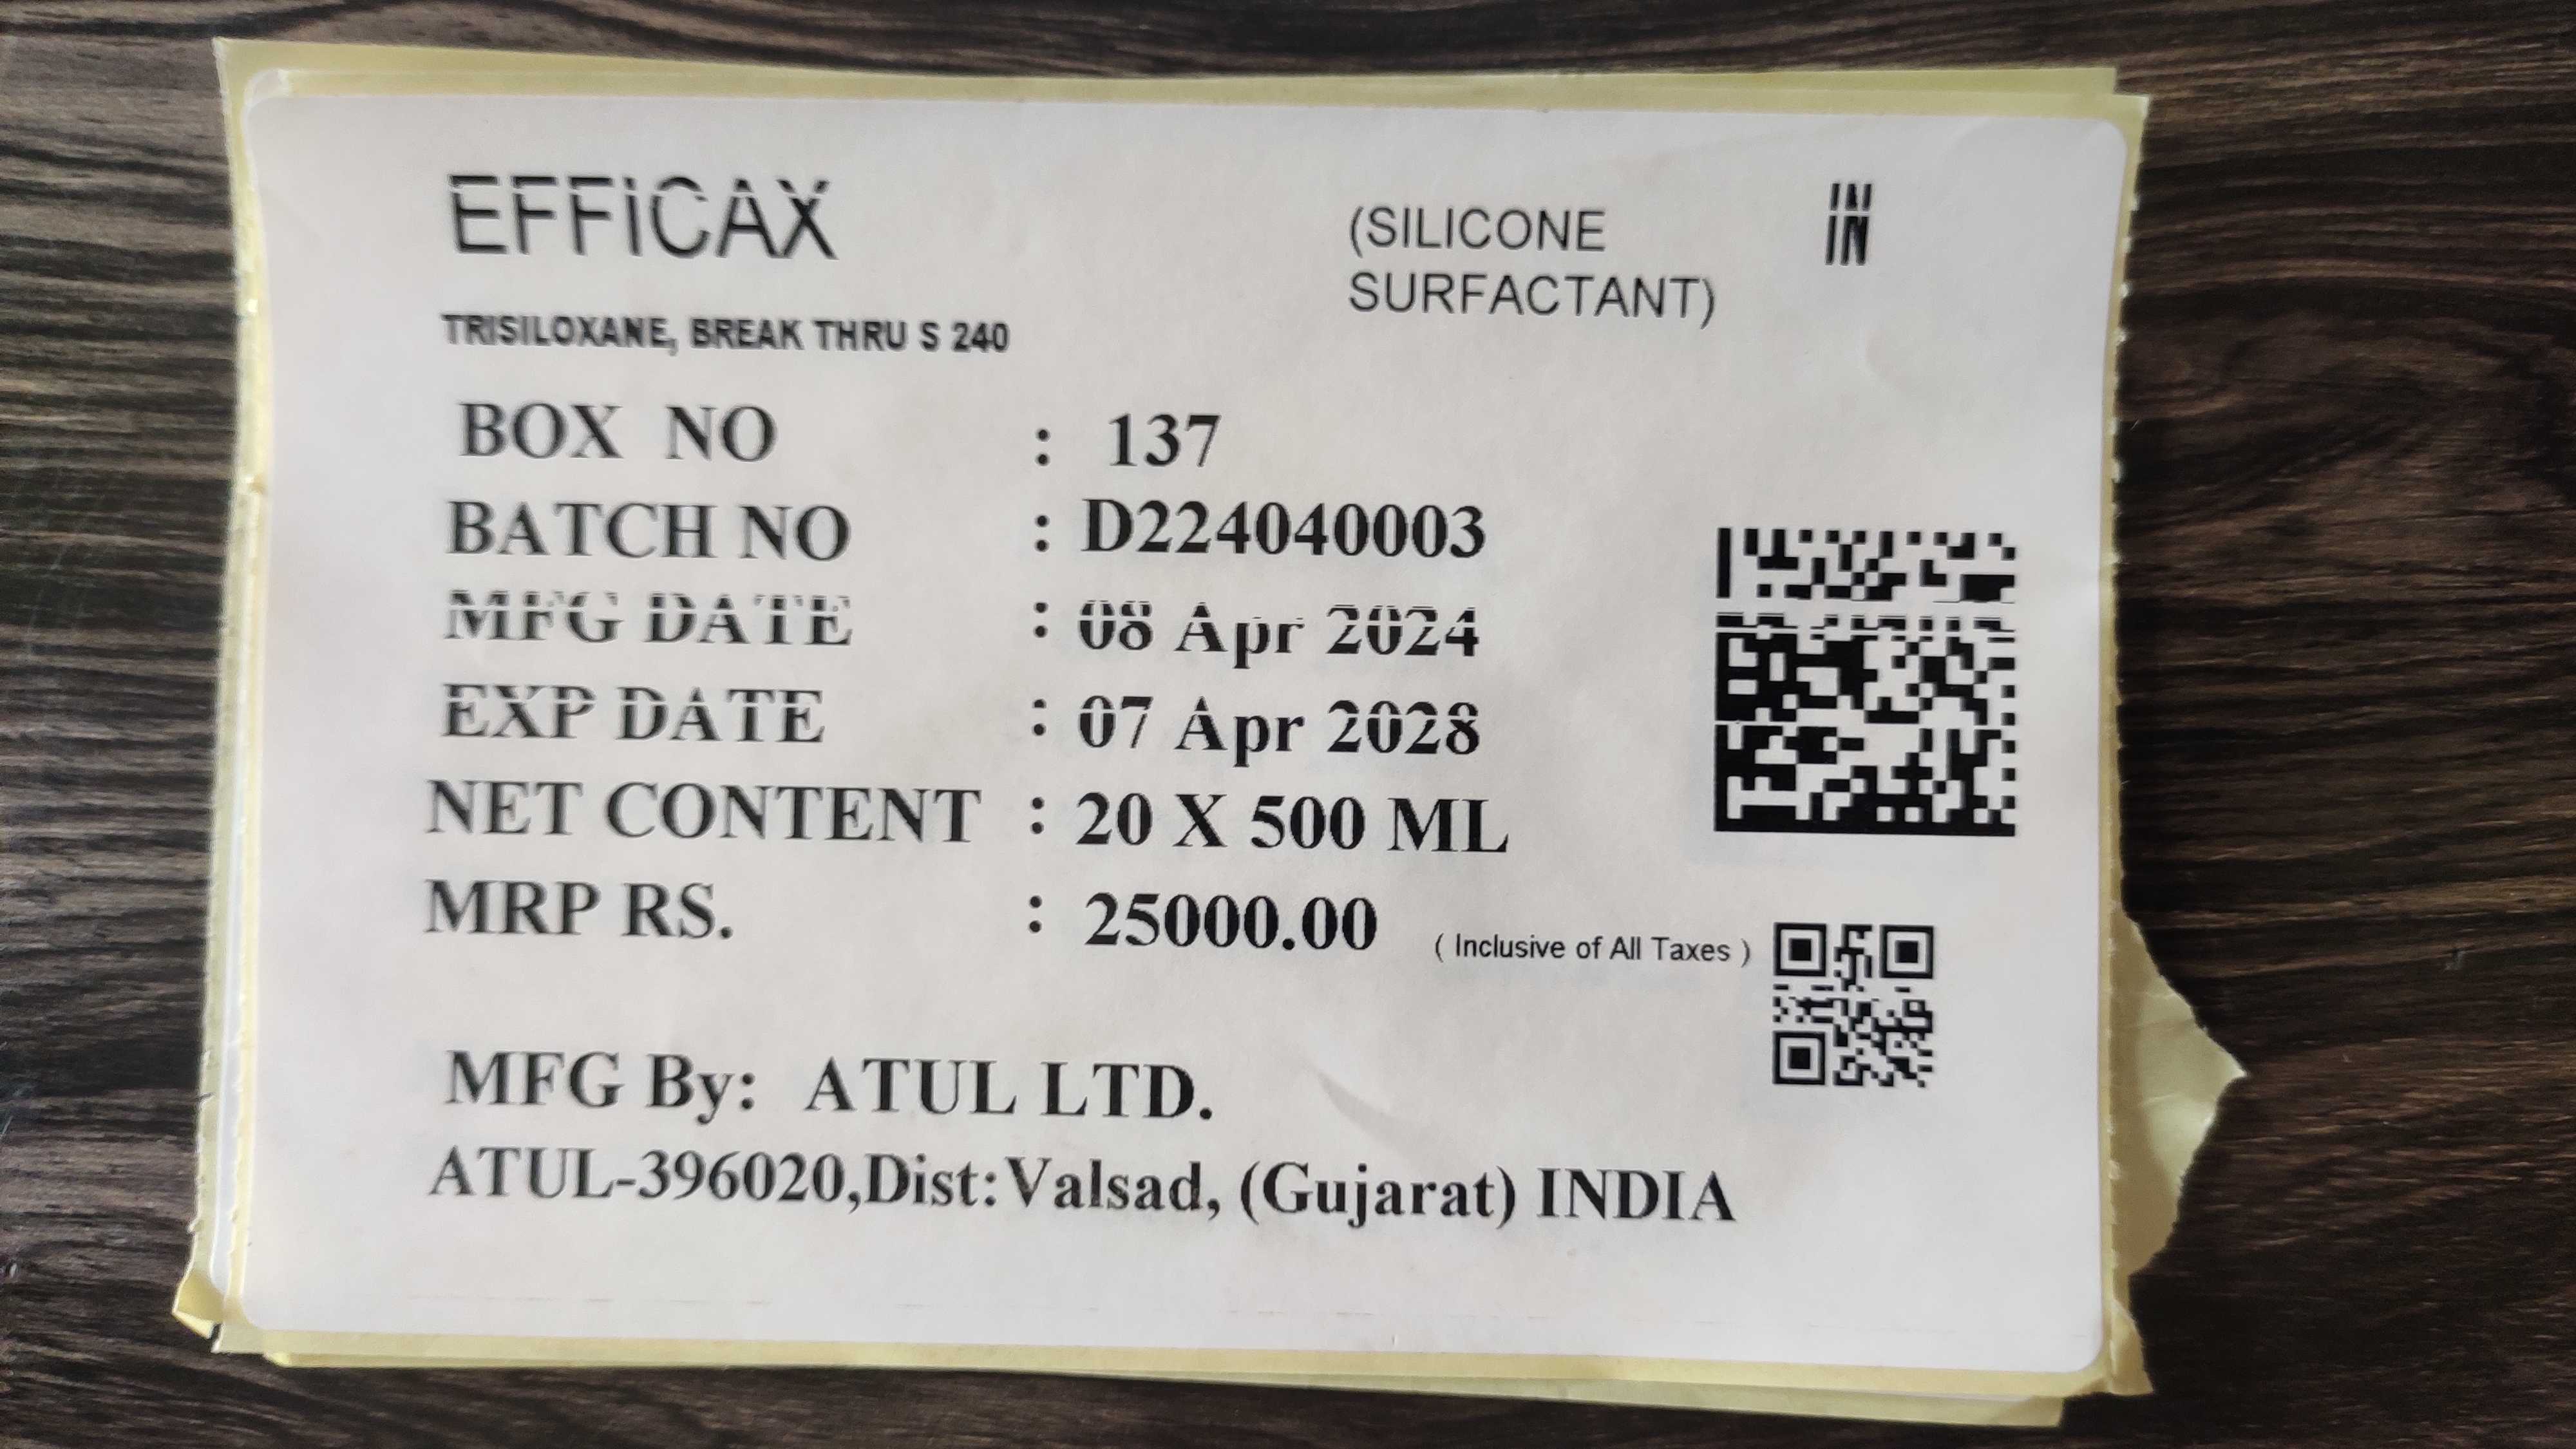 EFFiCAX
(SILICONE
SURFACTANT)
IN
TRISILOXANE, BREAK THRU S 240
BOX NO : 137
BATCH NO : D224040003
MFG DATE : 08 Apr 2024
EXP DATE : 07 Apr 2028
NET CONTENT : 20 X 500 ML
MRP RS. : 25000.00 ( Inclusive of All Taxes )
MFG By: ATUL LTD.
ATUL-396020,Dist:Valsad, (Gujarat) INDIA